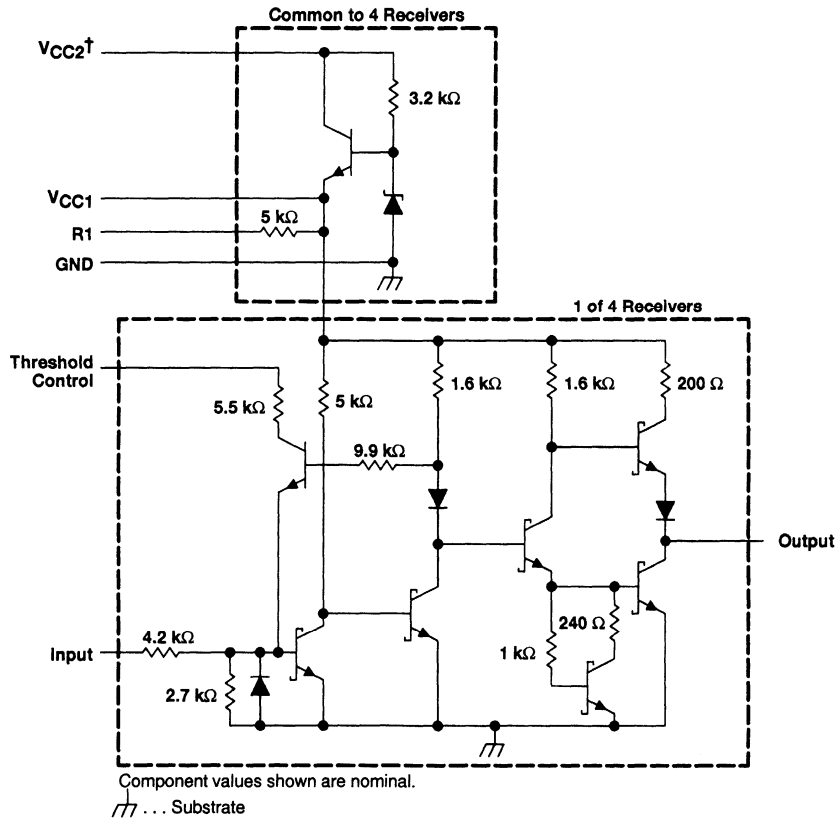 Common to 4 Receivers
VCC2†
3.2 kΩ
VCC1
5 kΩ
R1
GND
1 of 4 Receivers
Threshold
Control
5.5 kΩ
5 kΩ
1.6 kΩ
1.6 kΩ
200 Ω
9.9 kΩ
Output
4.2 kΩ
Input
240 Ω
1 kΩ
2.7 kΩ
Component values shown are nominal.
... Substrate